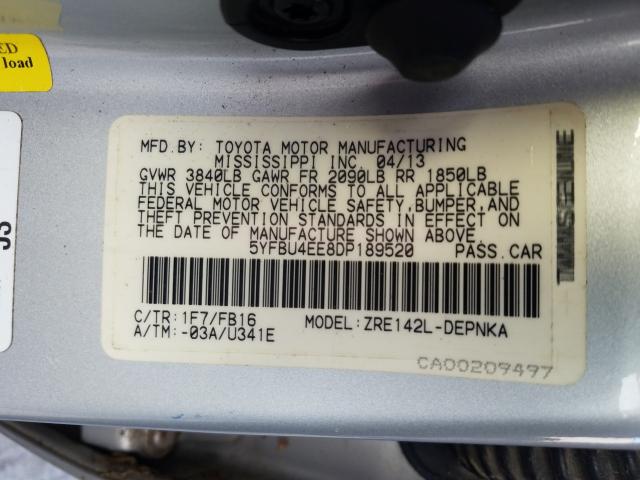 ED
load
MFD.BY: TOYOTA MOTOR MANUFACTURING
MISSISSIPPI INC. 04/13
GVWR 3840LB GAWR FR 2090LB RR 1850LB
THIS VEHICLE CONFORMS TO ALL APPLICABLE
FEDERAL MOTOR VEHICLE SAFETY,BUMPER,AND
THEFT PREVENTION STANDARDS IN EFFECT ON
THE DATE OF MANUFACTURE SHOWN ABOVE.
5YFBU4EE8DP189520 PASS.CAR
C/TR:1F7/FB16 MODEL:ZRE142L-DEPNKA
A/TM:-03A/U341E
CA00209497